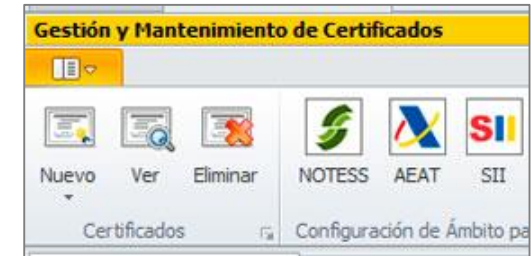 Gestión y Mantenimiento de Certificados
Nuevo Ver Eliminar NOTESS AEAT SII
Certificados Configuración de Ámbito pa